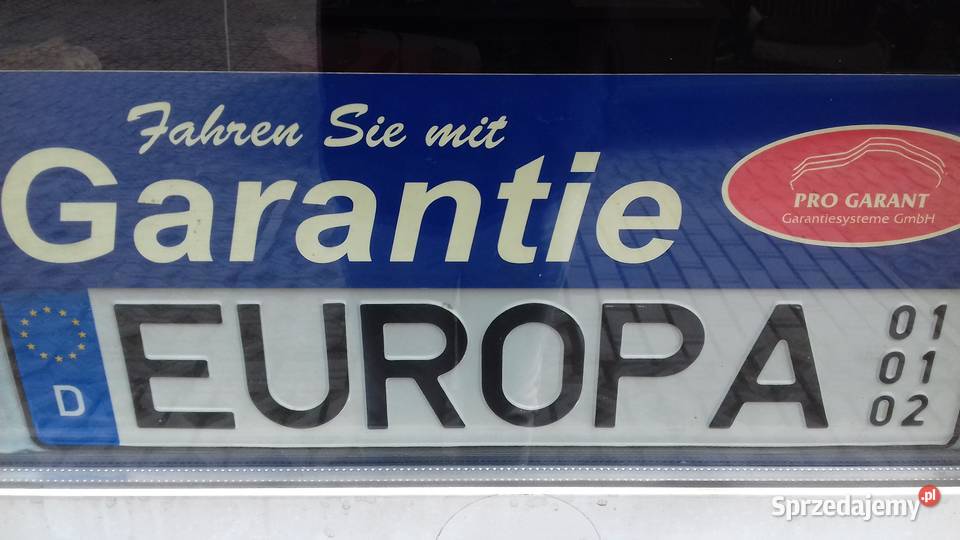 Fahren Sie mit
Garantie
PRO GARANT
Garantiesysteme GmbH
D
EUROPA
01
01
02
Sprzedajemy.pl